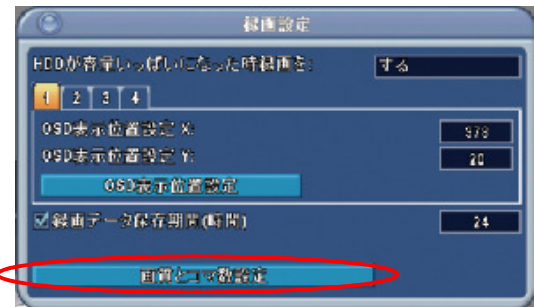 録画設定
HDDが容量いっぱいになった時録画を: する
1 2 3 4
OSD表示位置設定 X: 378
OSD表示位置設定 Y: 20
OSD表示位置設定
録画データ保存期間(時間) 24
画質とコマ数設定